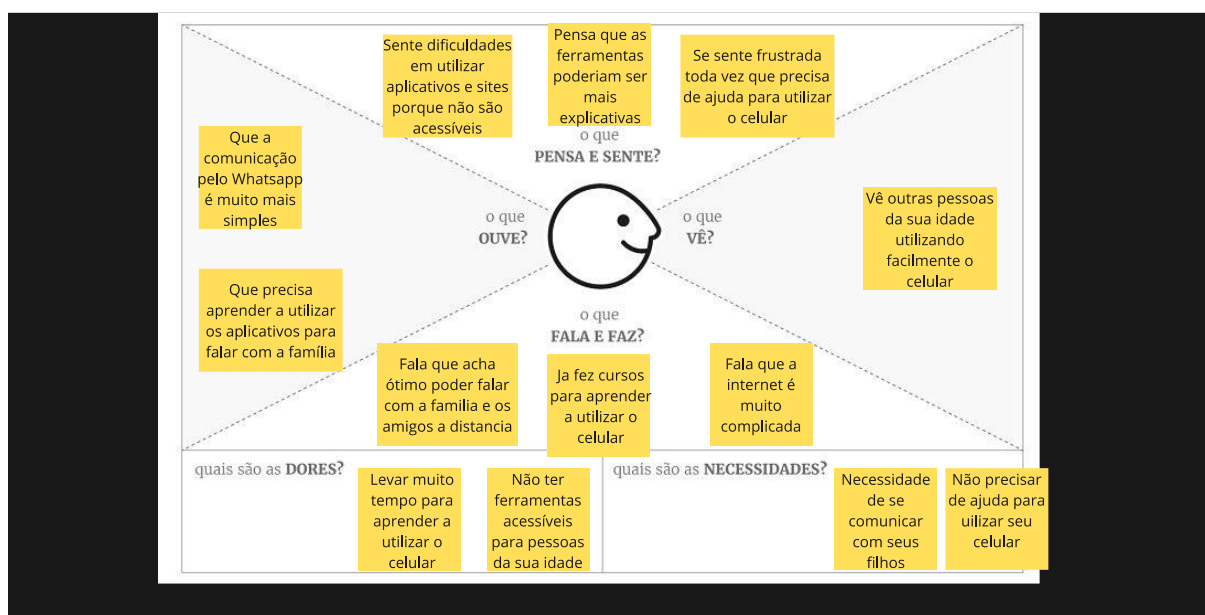 Sente dificuldades
em utilizar
aplicativos e sites
porque não são
acessíveis
Pensa que as
ferramentas
poderiam ser
mais
explicativas
Se sente frustrada
toda vez que precisa
de ajuda para utilizar
o celular
o que
PENSA E SENTE?
Que a
comunicação
pelo Whatsapp
é muito mais
simples
Que precisa
aprender a utilizar
os aplicativos para
falar com a família
o que
OUVE?
o que
VÊ?
Vê outras pessoas
da sua idade
utilizando
facilmente o
celular
o que
FALA E FAZ?
Fala que acha
ótimo poder falar
com a familia e os
amigos a distancia
Ja fez cursos
para aprender
a utilizar o
celular
Fala que a
internet é
muito
complicada
quais são as DORES?
Levar muito
tempo para
aprender a
utilizar o
celular
Não ter
ferramentas
acessíveis
para pessoas
da sua idade
quais são as NECESSIDADES?
Necessidade
de se
comunicar
com seus
filhos
Não precisar
de ajuda para
uilizar seu
celular